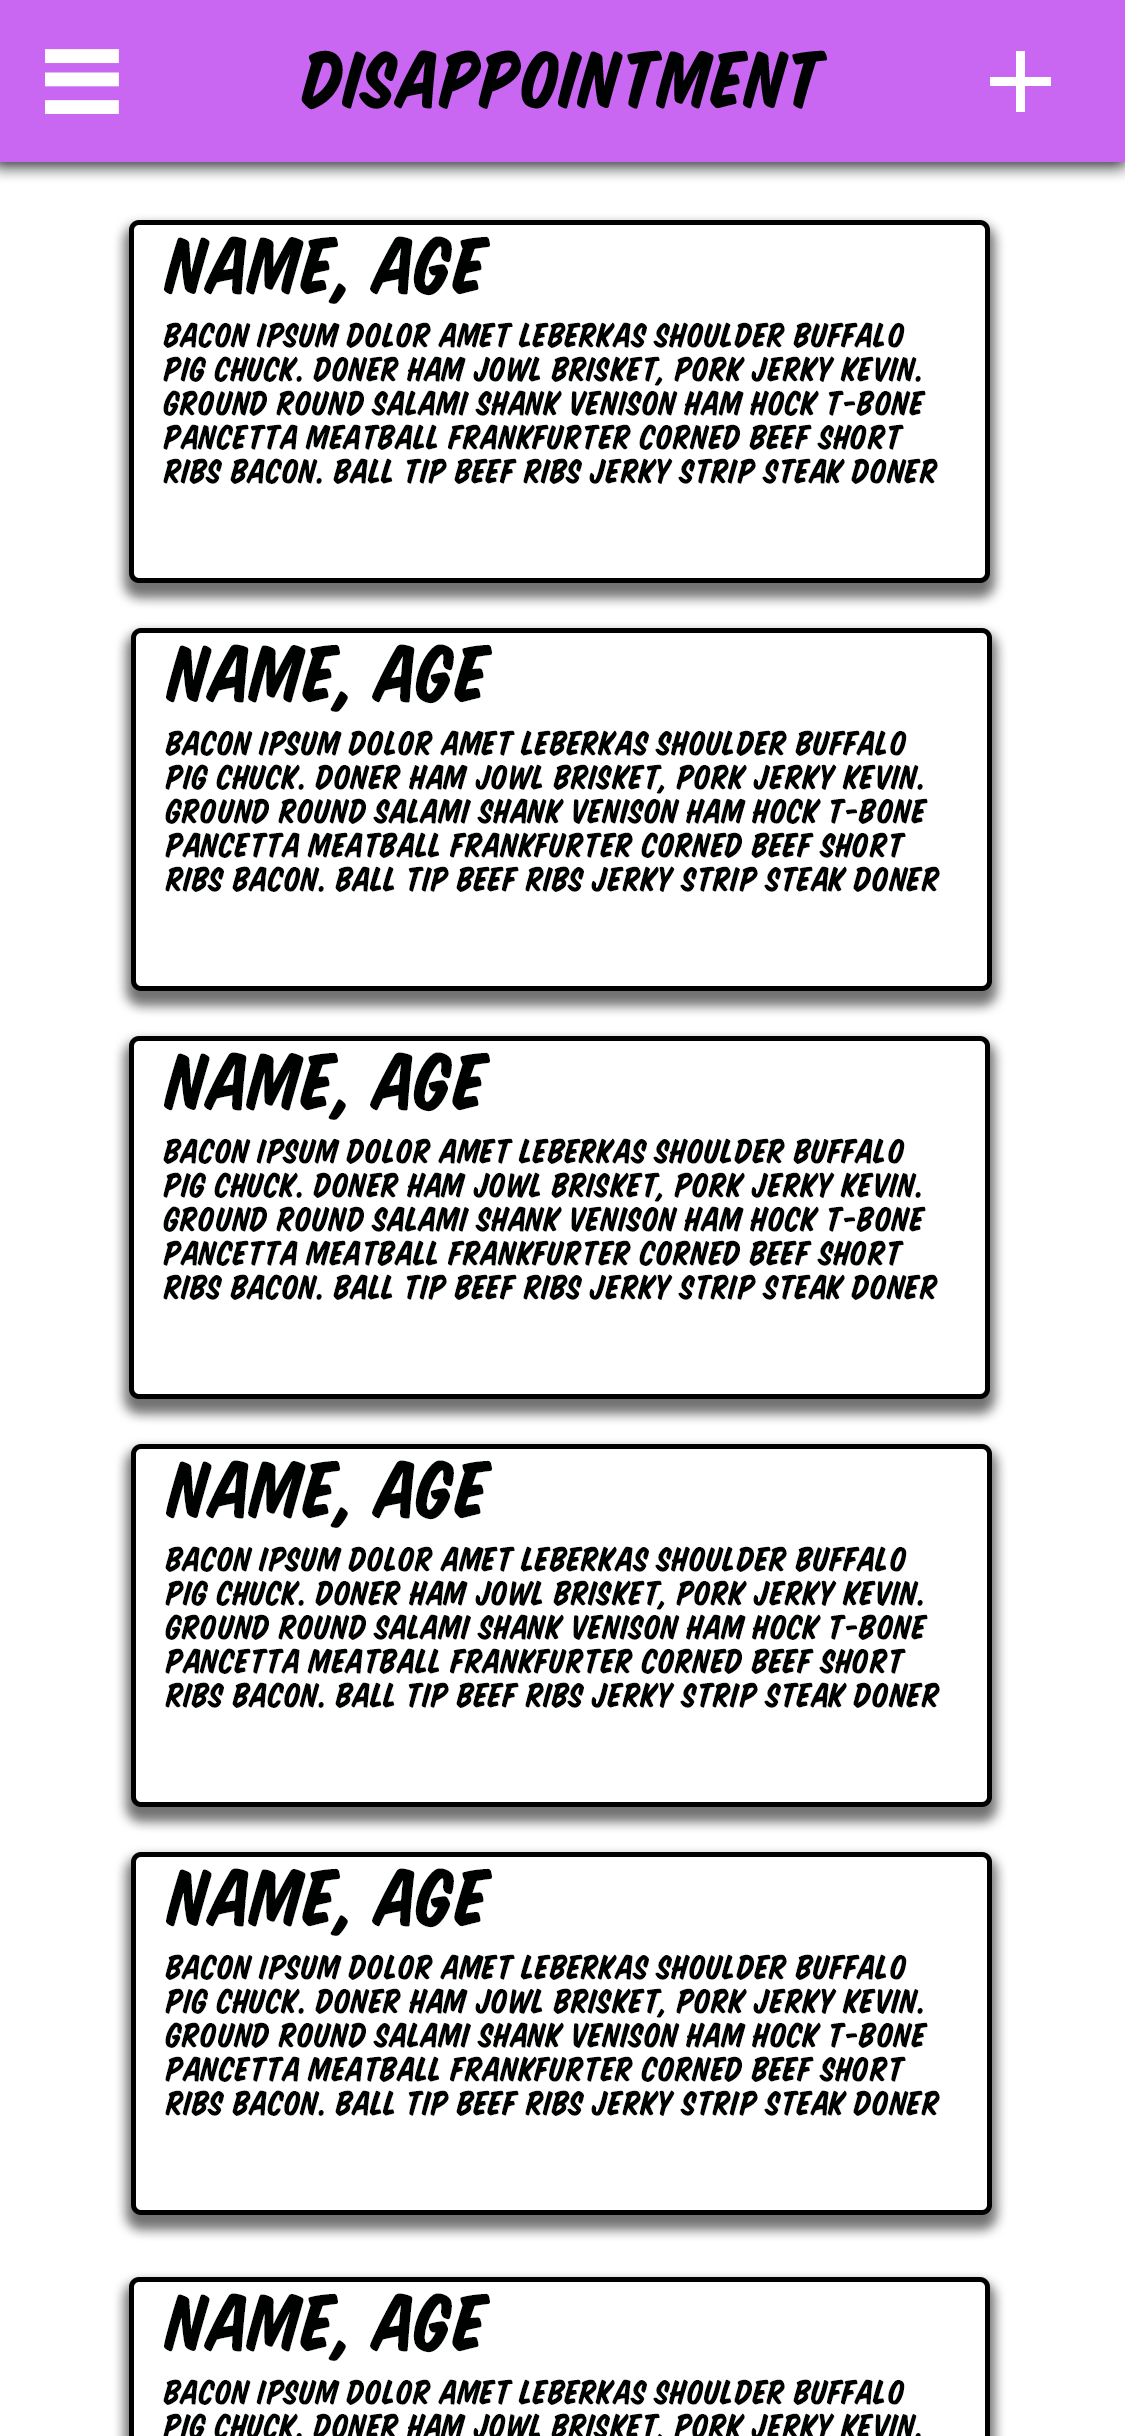 DISAPPOINTMENT
NAME, AGE
BACON IPSUM DOLOR AMET LEBERKAS SHOULDER BUFFALO
PIG CHUCK. DONER HAM JOWL BRISKET, PORK JERKY KEVIN.
GROUND ROUND SALAMI SHANK VENISON HAM HOCK T-BONE
PANCETTA MEATBALL FRANKFURTER CORNED BEEF SHORT
RIBS BACON. BALL TIP BEEF RIBS JERKY STRIP STEAK DONER
NAME, AGE
BACON IPSUM DOLOR AMET LEBERKAS SHOULDER BUFFALO
PIG CHUCK. DONER HAM JOWL BRISKET, PORK JERKY KEVIN.
GROUND ROUND SALAMI SHANK VENISON HAM HOCK T-BONE
PANCETTA MEATBALL FRANKFURTER CORNED BEEF SHORT
RIBS BACON. BALL TIP BEEF RIBS JERKY STRIP STEAK DONER
NAME, AGE
BACON IPSUM DOLOR AMET LEBERKAS SHOULDER BUFFALO
PIG CHUCK. DONER HAM JOWL BRISKET, PORK JERKY KEVIN.
GROUND ROUND SALAMI SHANK VENISON HAM HOCK T-BONE
PANCETTA MEATBALL FRANKFURTER CORNED BEEF SHORT
RIBS BACON. BALL TIP BEEF RIBS JERKY STRIP STEAK DONER
NAME, AGE
BACON IPSUM DOLOR AMET LEBERKAS SHOULDER BUFFALO
PIG CHUCK. DONER HAM JOWL BRISKET, PORK JERKY KEVIN.
GROUND ROUND SALAMI SHANK VENISON HAM HOCK T-BONE
PANCETTA MEATBALL FRANKFURTER CORNED BEEF SHORT
RIBS BACON. BALL TIP BEEF RIBS JERKY STRIP STEAK DONER
NAME, AGE
BACON IPSUM DOLOR AMET LEBERKAS SHOULDER BUFFALO
PIG CHUCK. DONER HAM JOWL BRISKET, PORK JERKY KEVIN.
GROUND ROUND SALAMI SHANK VENISON HAM HOCK T-BONE
PANCETTA MEATBALL FRANKFURTER CORNED BEEF SHORT
RIBS BACON. BALL TIP BEEF RIBS JERKY STRIP STEAK DONER
NAME, AGE
BACON IPSUM DOLOR AMET LEBERKAS SHOULDER BUFFALO
PIG CHUCK. DONER HAM JOWL BRISKET, PORK JERKY KEVIN.